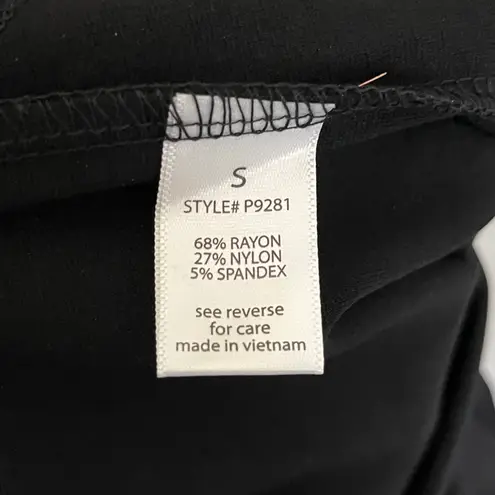 S
STYLE# P9281
68% RAYON
27% NYLON
5% SPANDEX
see reverse
for care
made in vietnam